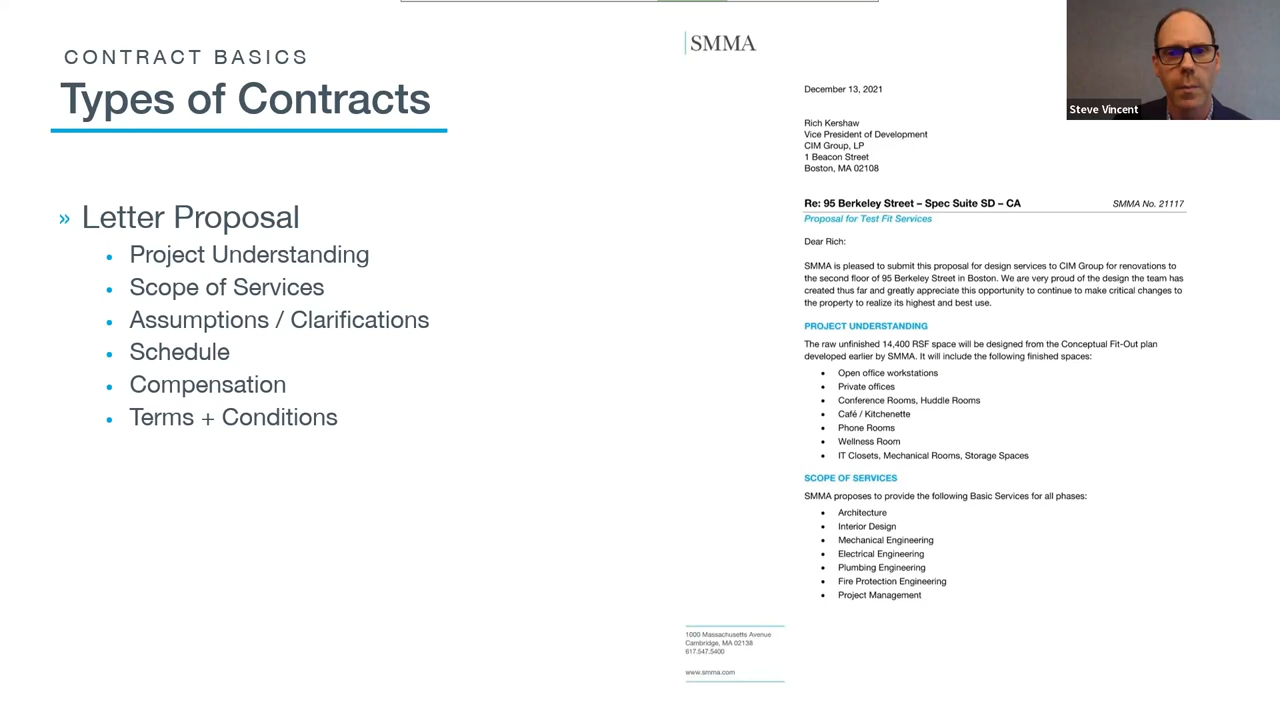 CONTRACT BASICS
Types of Contracts
» Letter Proposal
• Project Understanding
• Scope of Services
• Assumptions / Clarifications
• Schedule
• Compensation
• Terms + Conditions
SMMA
December 13, 2021
Rich Kershaw
Vice President of Development
CIM Group, LP
1 Beacon Street
Boston, MA 02108
Re: 95 Berkeley Street – Spec Suite SD – CA SMMA No. 21117
Proposal for Test Fit Services
Dear Rich:
SMMA is pleased to submit this proposal for design services to CIM Group for renovations to
the second floor of 95 Berkeley Street in Boston. We are very proud of the design the team has
created thus far and greatly appreciate this opportunity to continue to make critical changes to
the property to realize its highest and best use.
PROJECT UNDERSTANDING
The raw unfinished 14,400 RSF space will be designed from the Conceptual Fit-Out plan
developed earlier by SMMA. It will include the following finished spaces:
• Open office workstations
• Private offices
• Conference Rooms, Huddle Rooms
• Café / Kitchenette
• Phone Rooms
• Wellness Room
• IT Closets, Mechanical Rooms, Storage Spaces
SCOPE OF SERVICES
SMMA proposes to provide the following Basic Services for all phases:
• Architecture
• Interior Design
• Mechanical Engineering
• Electrical Engineering
• Plumbing Engineering
• Fire Protection Engineering
• Project Management
1000 Massachusetts Avenue
Cambridge, MA 02138
617.547.5400
www.smma.com
Steve Vincent